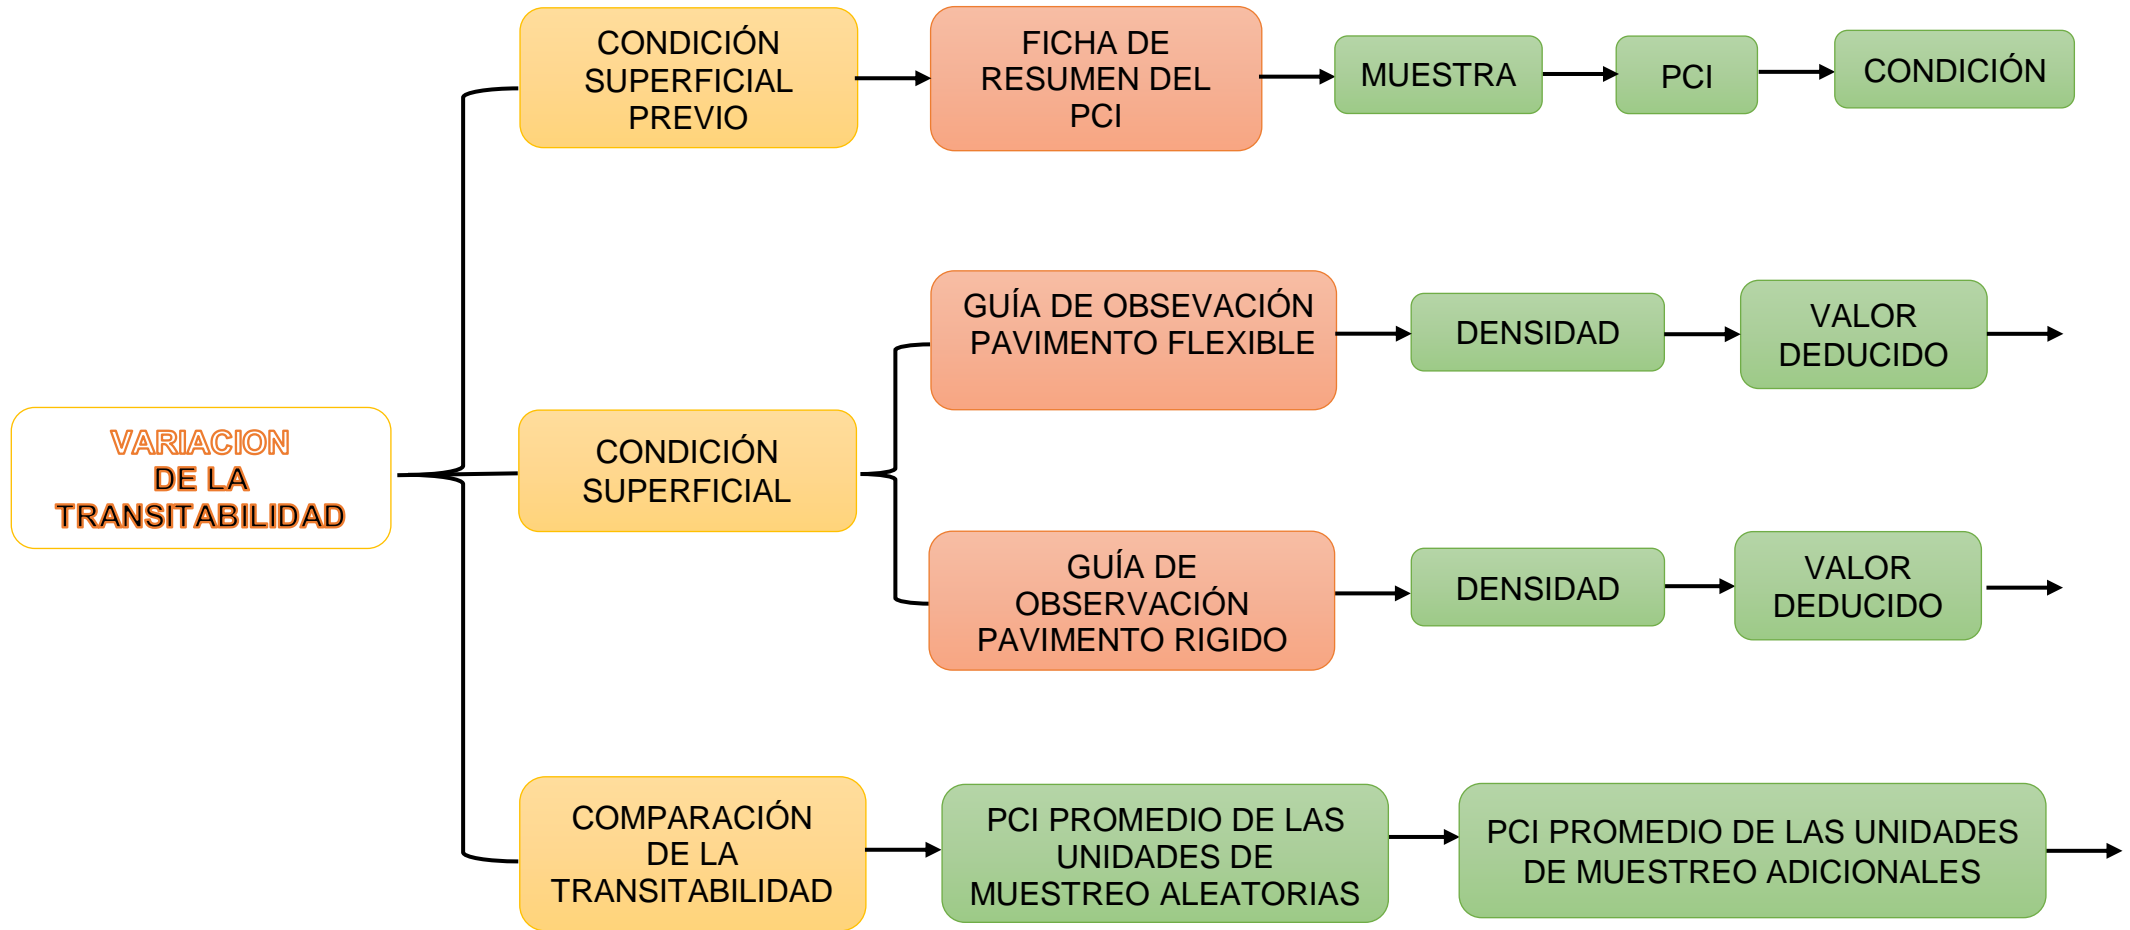 CONDICIÓN
SUPERFICIAL
PREVIO
FICHA DE
RESUMEN DEL
PCI
MUESTRA
PCI
CONDICIÓN
GUÍA DE OBSEVACIÓN
PAVIMENTO FLEXIBLE
DENSIDAD
VALOR
DEDUCIDO
VARIACION
DE LA
TRANSITABILIDAD
CONDICIÓN
SUPERFICIAL
GUÍA DE
OBSERVACIÓN
PAVIMENTO RIGIDO
DENSIDAD
VALOR
DEDUCIDO
COMPARACIÓN
DE LA
TRANSITABILIDAD
PCI PROMEDIO DE LAS
UNIDADES DE
MUESTREO ALEATORIAS
PCI PROMEDIO DE LAS UNIDADES
DE MUESTREO ADICIONALES